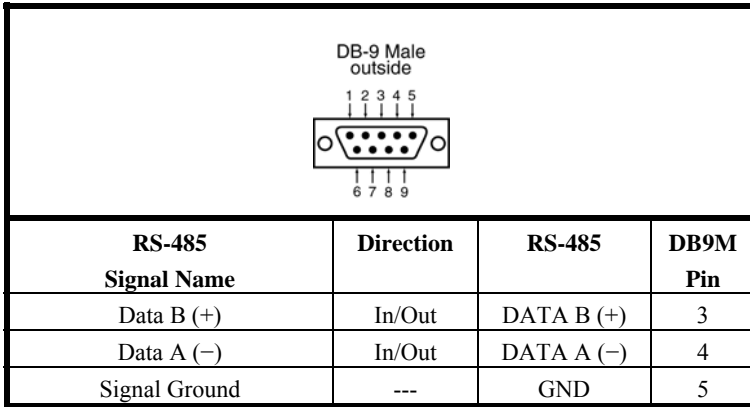 DB-9 Male
outside
1 2 3 4 5
6 7 8 9
RS-485 Direction RS-485 DB9M
Signal Name Pin
Data B (+) In/Out DATA B (+) 3
Data A (−) In/Out DATA A (−) 4
Signal Ground --- GND 5